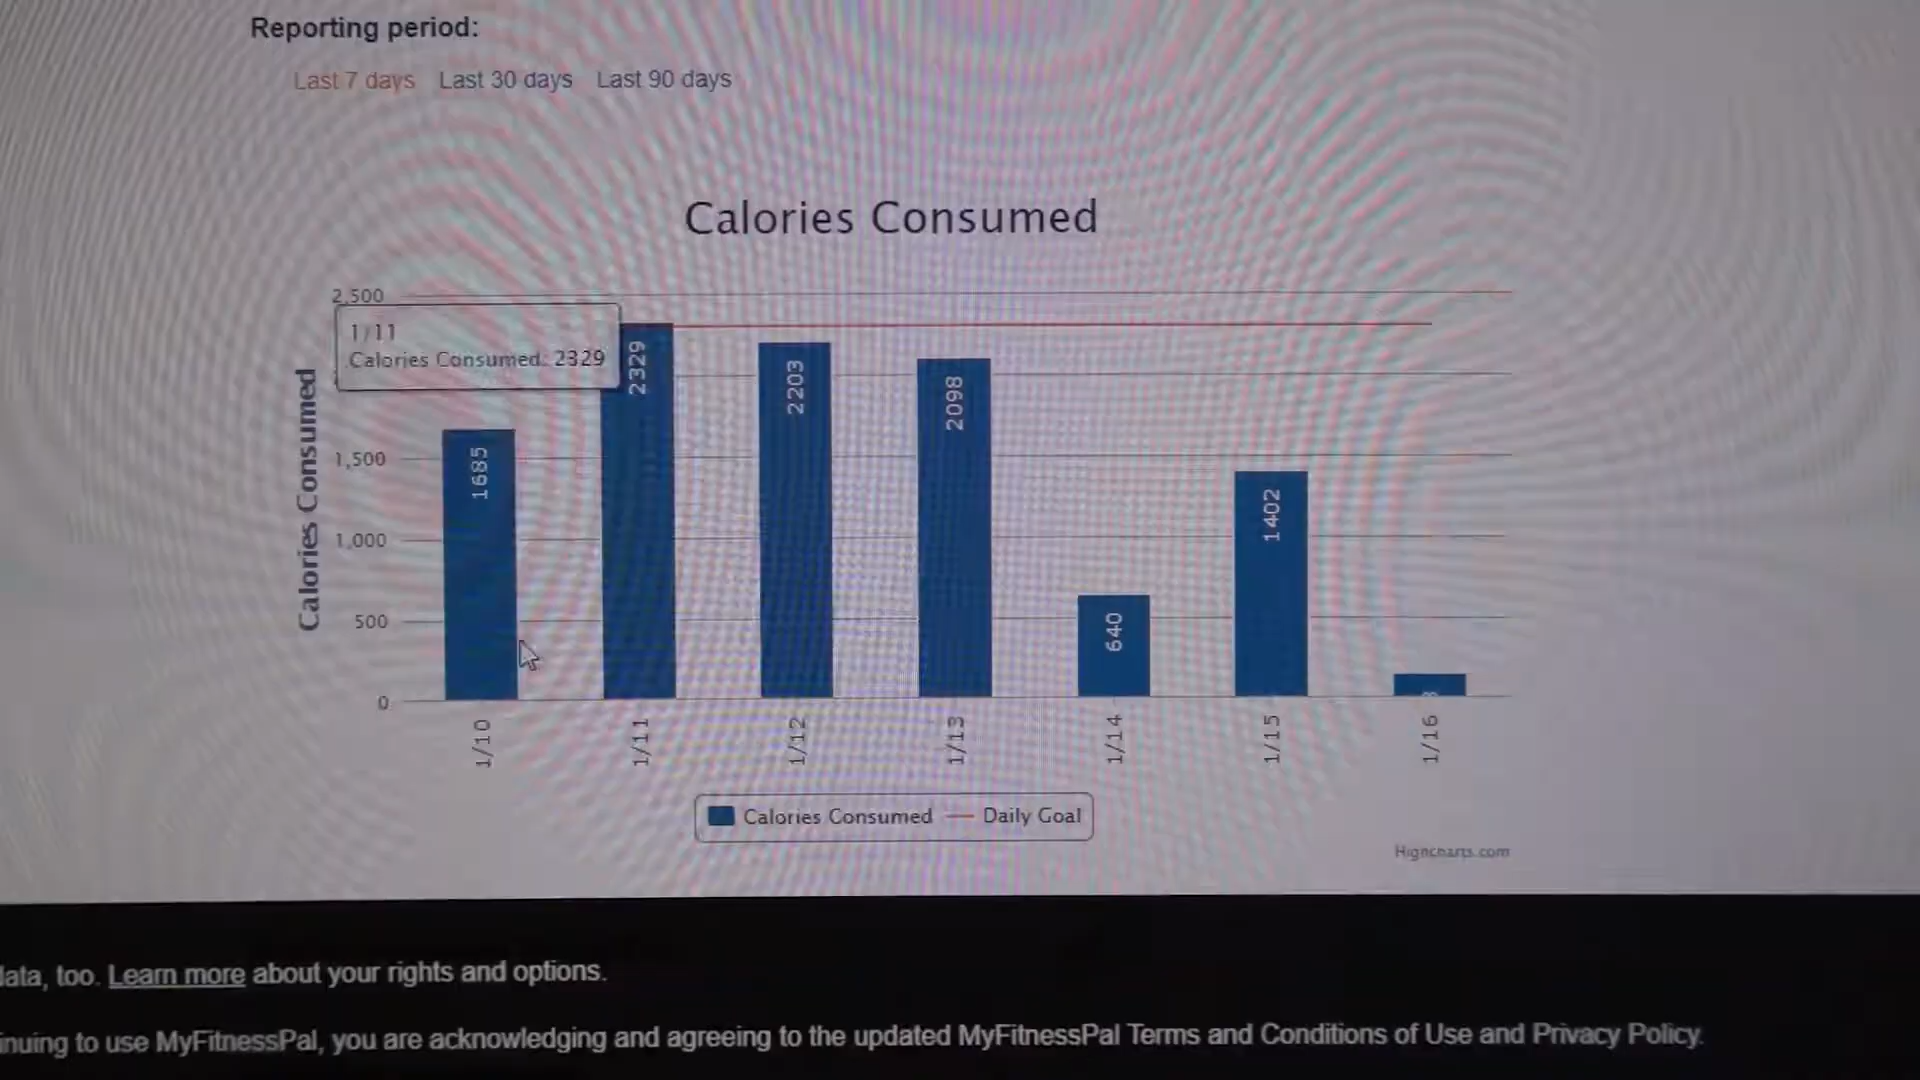 Reporting period:
Last 7 days Last 30 days Last 90 days
Calories Consumed
2,500
1/11
Calories Consumed: 2329
Calories Consumed
1,500
1,000
500
0
1685
2329
2203
2098
640
1402
1/10
1/11
1/12
1/13
1/14
1/15
1/16
Calories Consumed Daily Goal
Highcharts.com
data, too. Learn more about your rights and options.
inuing to use MyFitnessPal, you are acknowledging and agreeing to the updated MyFitnessPal Terms and Conditions of Use and Privacy Policy.